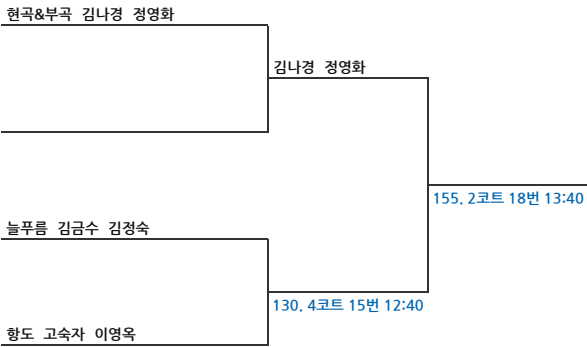 현곡&부곡 김나경 정영화
김나경 정영화
155. 2코트 18번 13:40
늘푸름 김금수 김정숙
130. 4코트 15번 12:40
항도 고숙자 이영옥